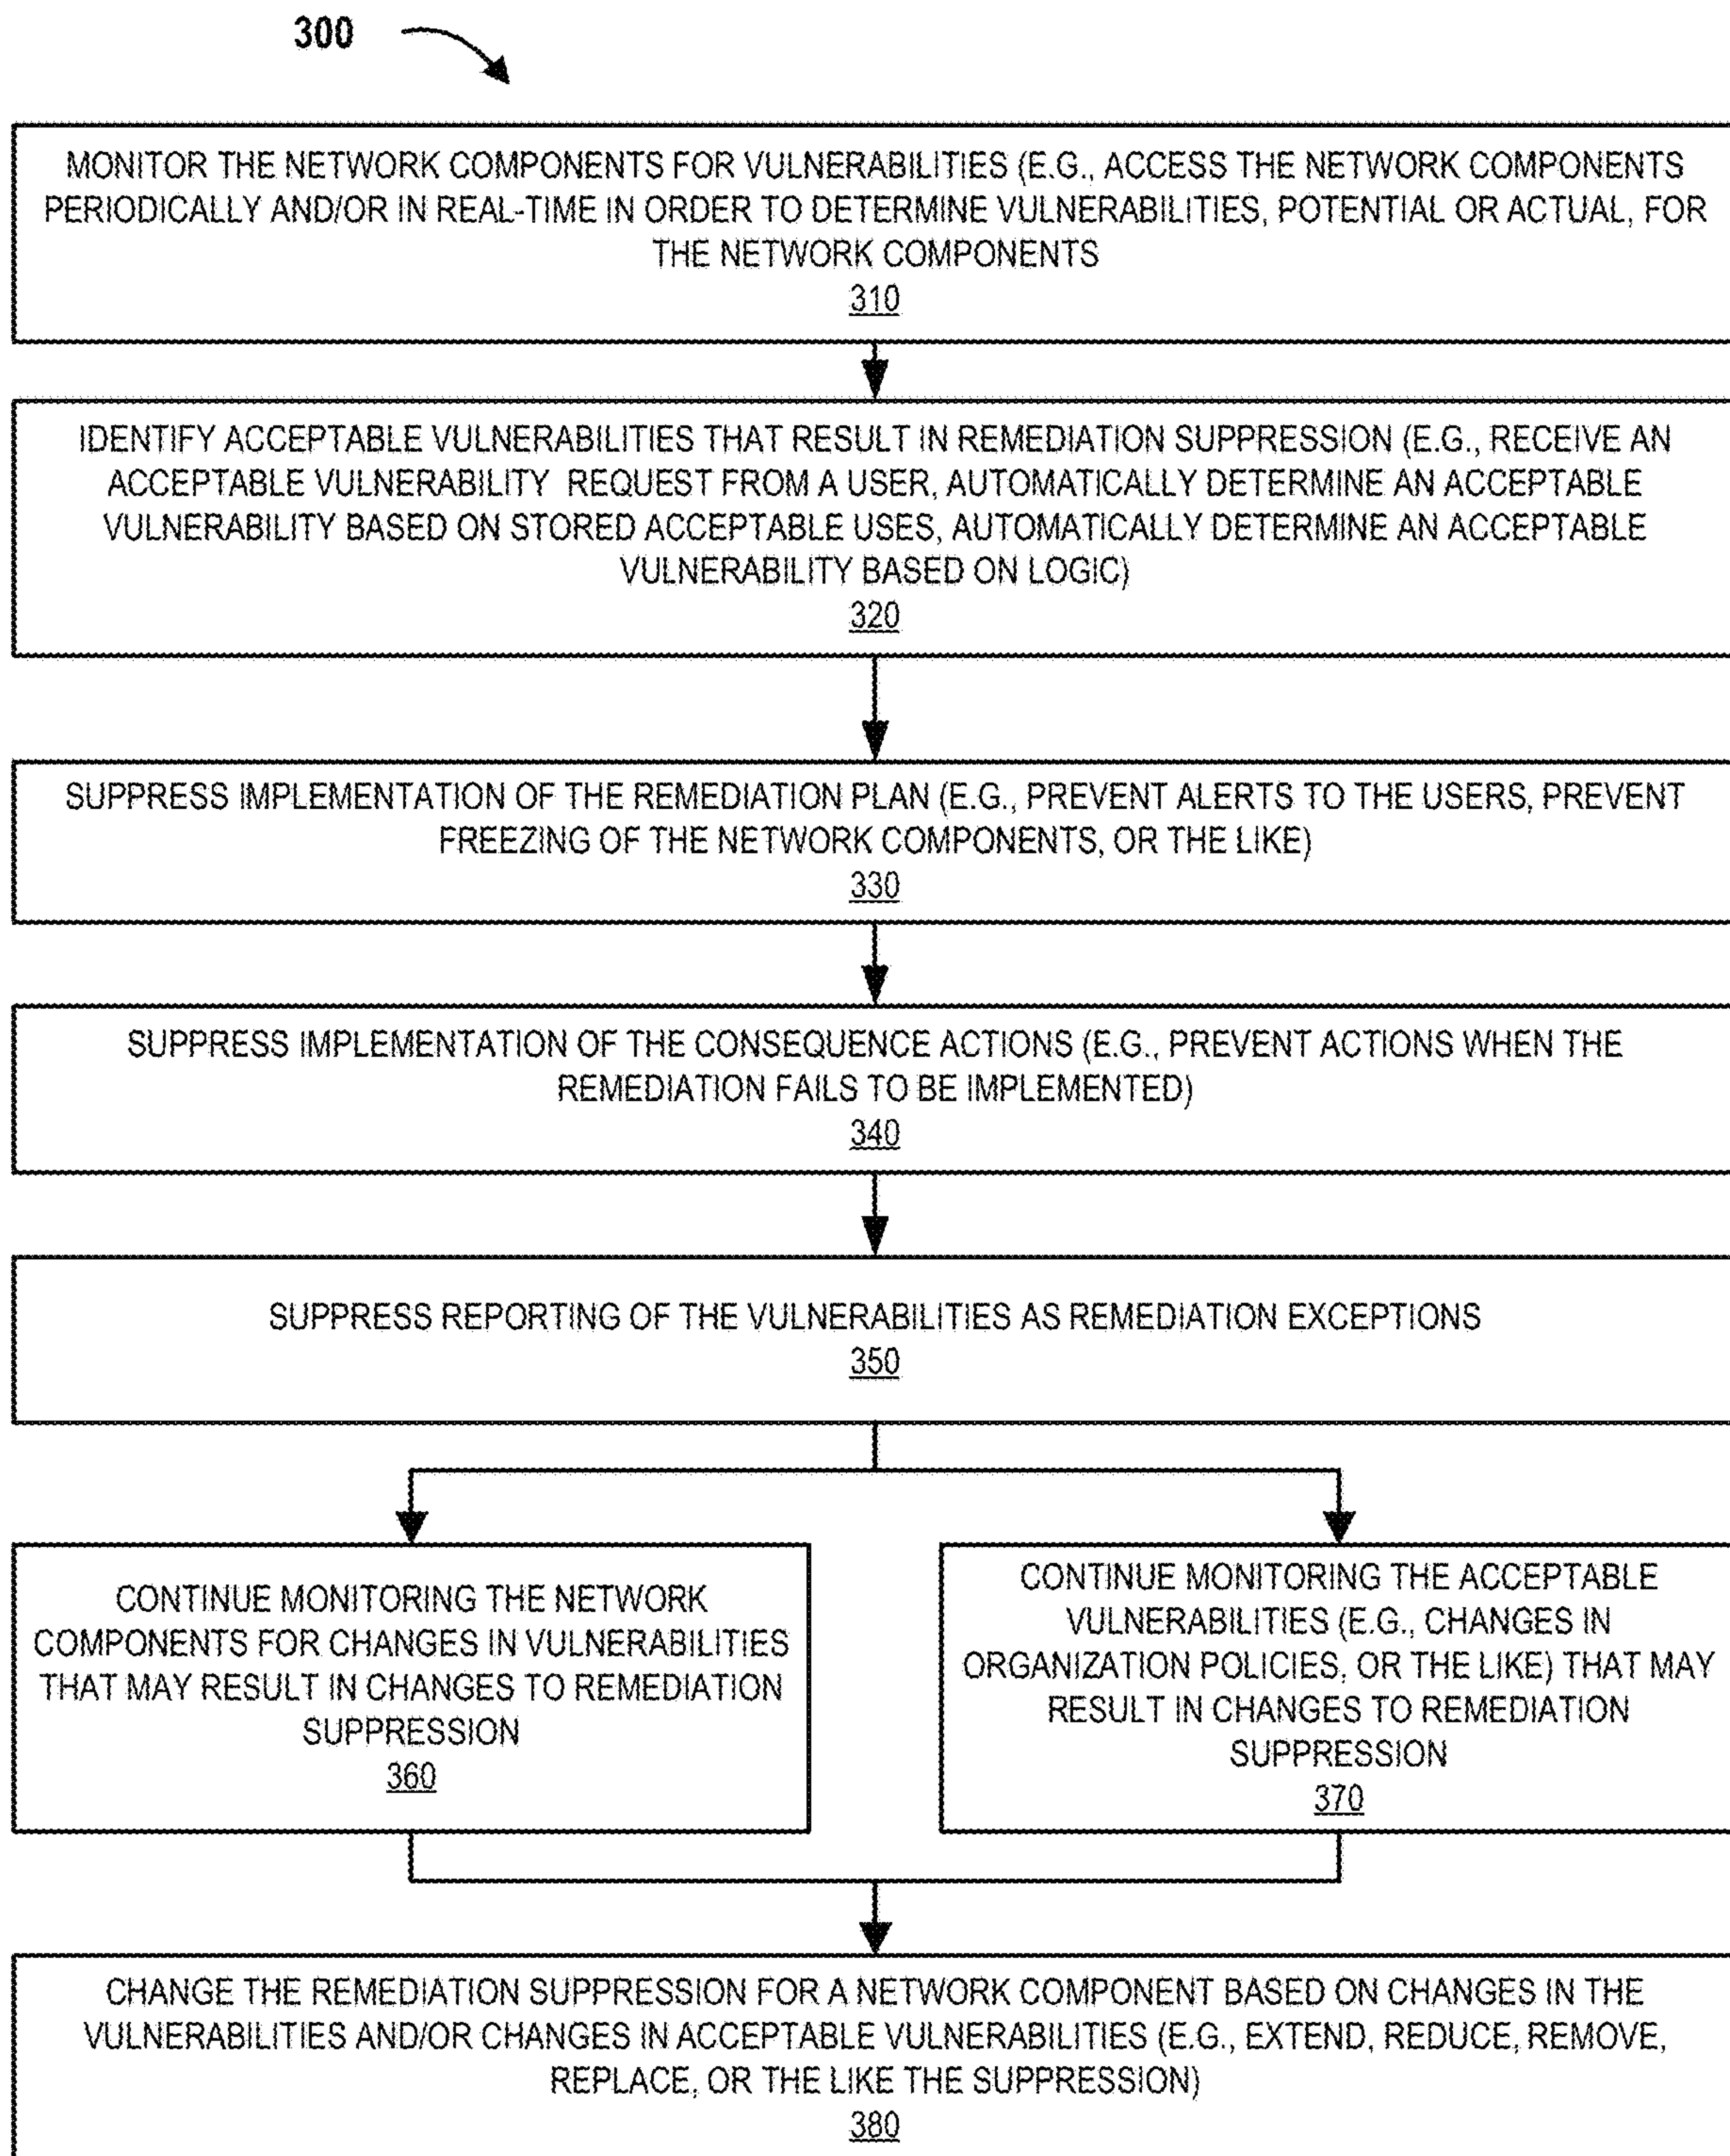 300
MONITOR THE NETWORK COMPONENTS FOR VULNERABILITIES (E.G., ACCESS THE NETWORK COMPONENTS
PERIODICALLY AND/OR IN REAL-TIME IN ORDER TO DETERMINE VULNERABILITIES, POTENTIAL OR ACTUAL, FOR
THE NETWORK COMPONENTS
310
IDENTIFY ACCEPTABLE VULNERABILITIES THAT RESULT IN REMEDIATION SUPPRESSION (E.G., RECEIVE AN
ACCEPTABLE VULNERABILITY REQUEST FROM A USER, AUTOMATICALLY DETERMINE AN ACCEPTABLE
VULNERABILITY BASED ON STORED ACCEPTABLE USES, AUTOMATICALLY DETERMINE AN ACCEPTABLE
VULNERABILITY BASED ON LOGIC)
320
SUPPRESS IMPLEMENTATION OF THE REMEDIATION PLAN (E.G., PREVENT ALERTS TO THE USERS, PREVENT
FREEZING OF THE NETWORK COMPONENTS, OR THE LIKE)
330
SUPPRESS IMPLEMENTATION OF THE CONSEQUENCE ACTIONS (E.G., PREVENT ACTIONS WHEN THE
REMEDIATION FAILS TO BE IMPLEMENTED)
340
SUPPRESS REPORTING OF THE VULNERABILITIES AS REMEDIATION EXCEPTIONS
350
CONTINUE MONITORING THE NETWORK
COMPONENTS FOR CHANGES IN VULNERABILITIES
THAT MAY RESULT IN CHANGES TO REMEDIATION
SUPPRESSION
360
CONTINUE MONITORING THE ACCEPTABLE
VULNERABILITIES (E.G., CHANGES IN
ORGANIZATION POLICIES, OR THE LIKE) THAT MAY
RESULT IN CHANGES TO REMEDIATION
SUPPRESSION
370
CHANGE THE REMEDIATION SUPPRESSION FOR A NETWORK COMPONENT BASED ON CHANGES IN THE
VULNERABILITIES AND/OR CHANGES IN ACCEPTABLE VULNERABILITIES (E.G., EXTEND, REDUCE, REMOVE,
REPLACE, OR THE LIKE THE SUPPRESSION)
380